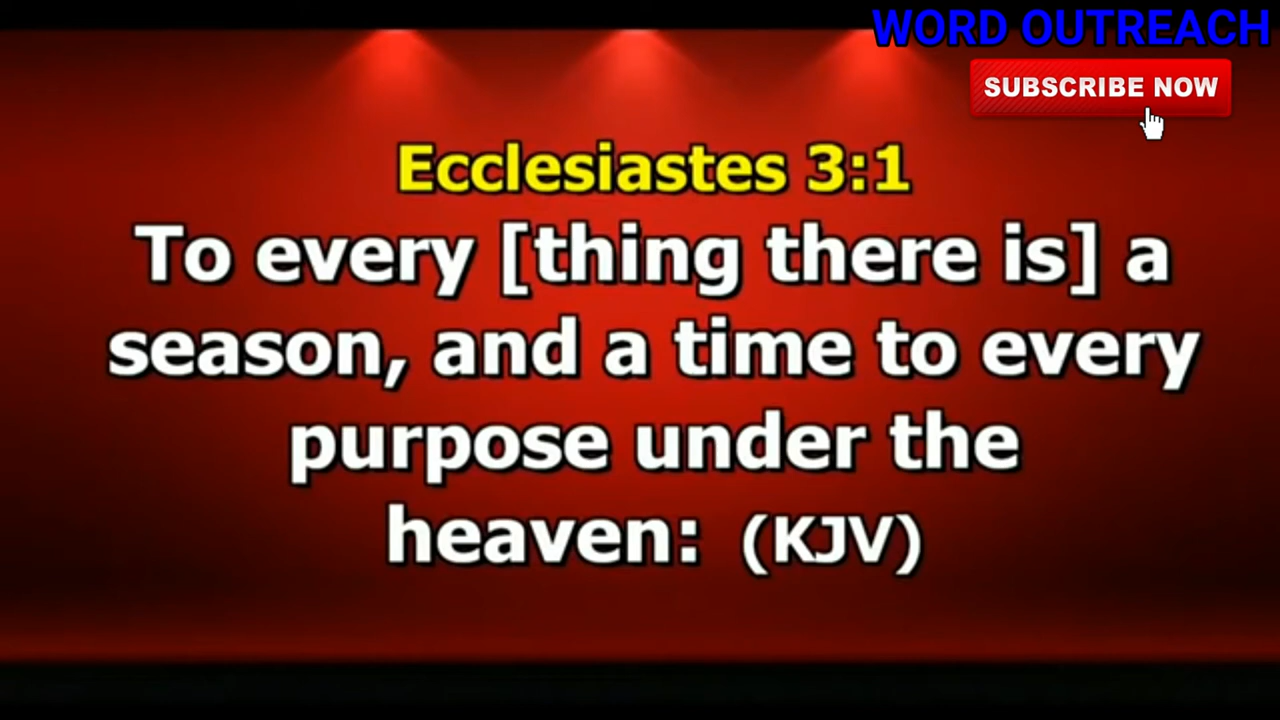 WORD OUTREACH
SUBSCRIBE NOW
Ecclesiastes 3:1
To every [thing there is] a
season, and a time to every
purpose under the
heaven: (KJV)